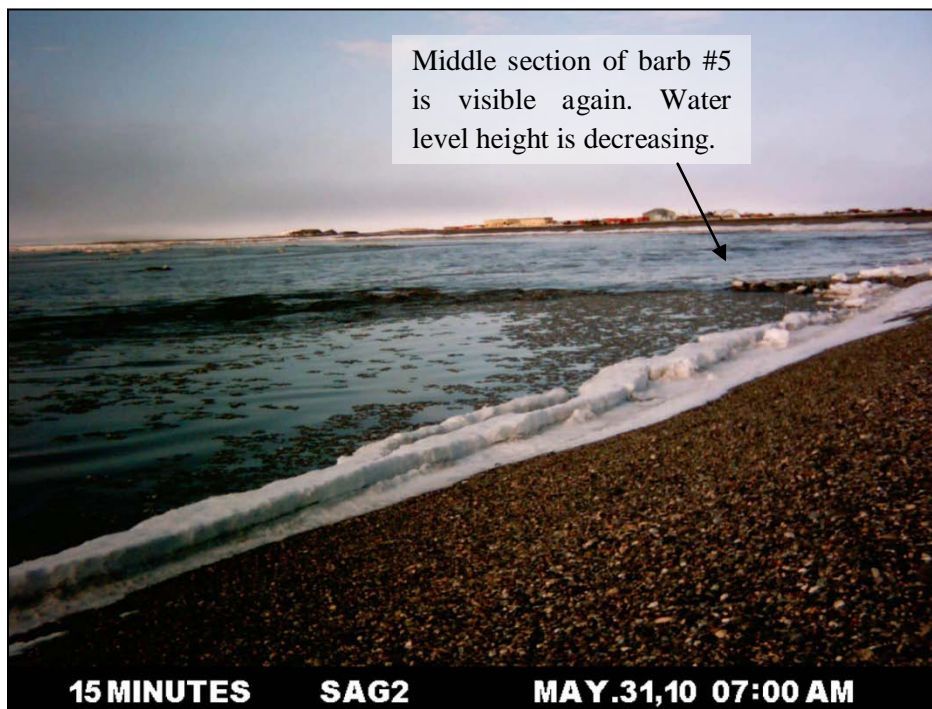 Middle section of barb #5
is visible again. Water
level height is decreasing.
15 MINUTES SAG2 MAY.31,10 07:00 AM